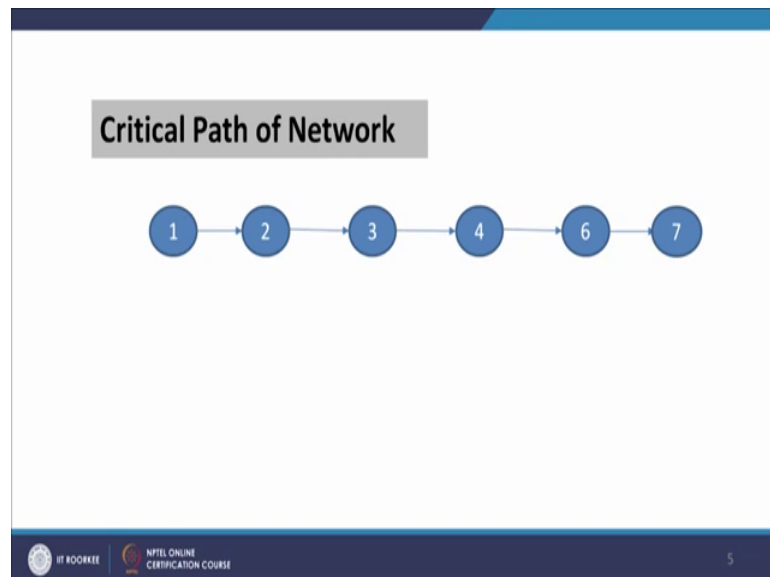 Critical Path of Network
1 2 3 4 6 7
IIT ROORKEE
NPTEL ONLINE
CERTIFICATION COURSE
5